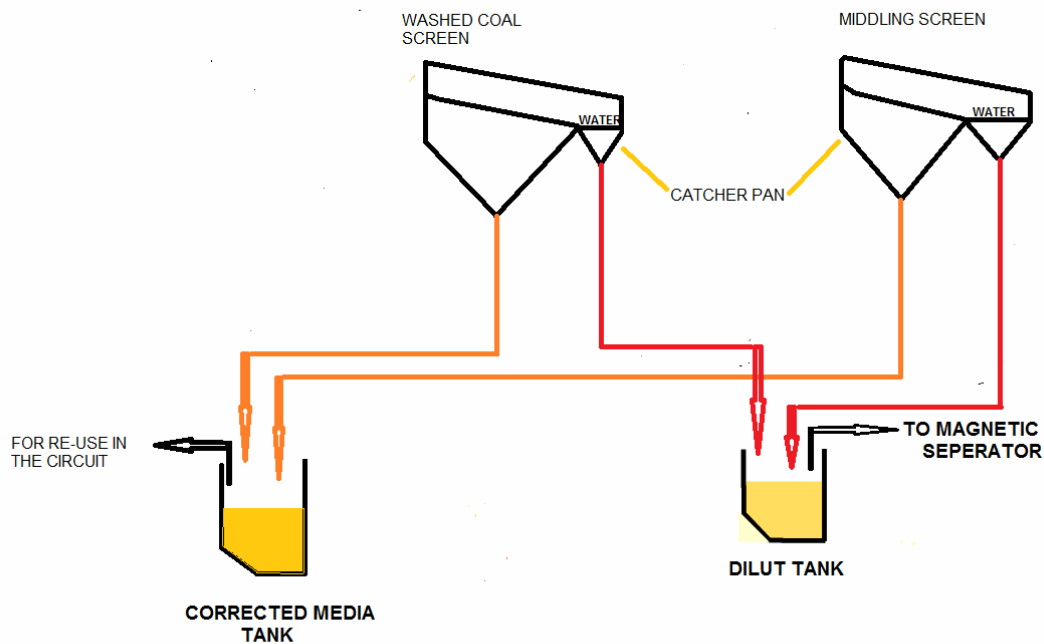 WASHED COAL
SCREEN
MIDDLING SCREEN
WATER
WATER
CATCHER PAN
FOR RE-USE IN
THE CIRCUIT
TO MAGNETIC
SEPERATOR
DILUT TANK
CORRECTED MEDIA
TANK